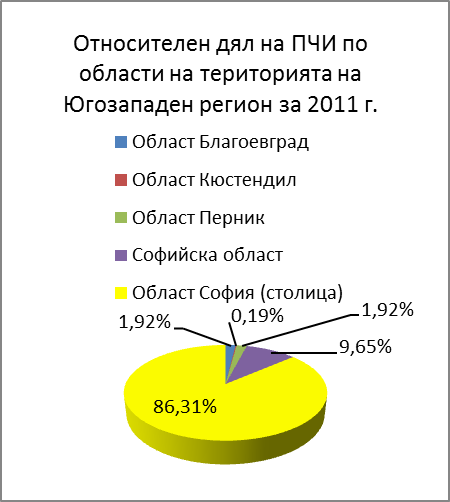 Относителен дял на ПЧИ по
области на територията на
Югозападен регион за 2011 г.
Област Благоевград
Област Кюстендил
Област Перник
Софийска област
Област София (столица)
1,92%
0,19%
1,92%
9,65%
86,31%